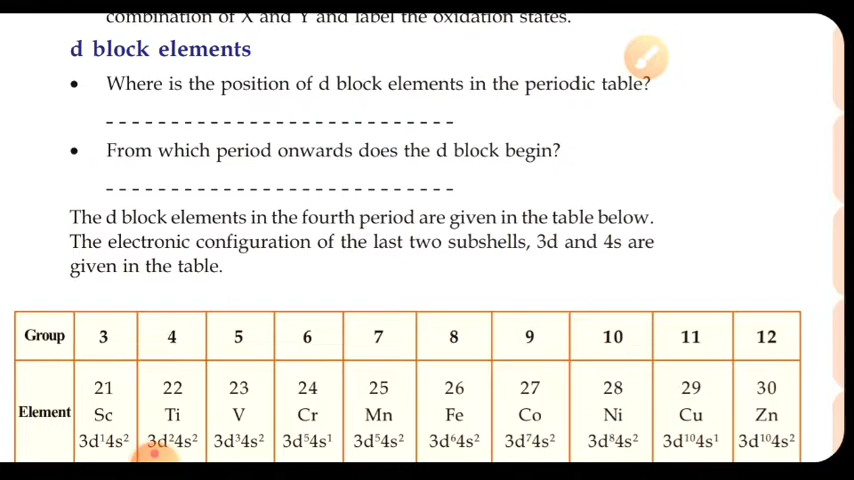 combination of X and Y and label the oxidation states.
d block elements
• Where is the position of d block elements in the periodic table?
- - - - - - - - - - - - - - - - - - - - - - - - - - -
• From which period onwards does the d block begin?
- - - - - - - - - - - - - - - - - - - - - - - - - - -
The d block elements in the fourth period are given in the table below.
The electronic configuration of the last two subshells, 3d and 4s are
given in the table.
Group 3 4 5 6 7 8 9 10 11 12
21 22 23 24 25 26 27 28 29 30
Element Sc Ti V Cr Mn Fe Co Ni Cu Zn
3d¹4s² 3d²4s² 3d³4s² 3d⁵4s¹ 3d⁵4s² 3d⁶4s² 3d⁷4s² 3d⁸4s² 3d¹⁰4s¹ 3d¹⁰4s²